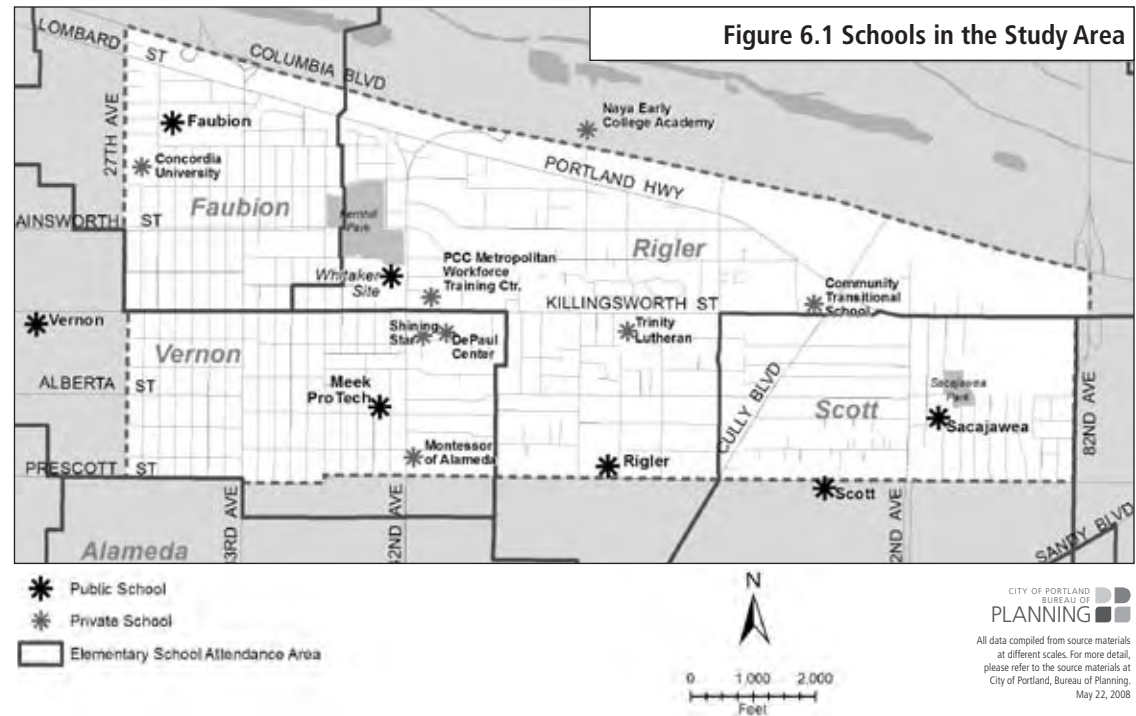 Figure 6.1 Schools in the Study Area
LOMBARD ST
COLUMBIA BLVD
27TH AVE
Faubion
Concordia
University
Naya Early
College Academy
PORTLAND HWY
Faubion
AINSWORTH ST
Park
Rigler
Whitaker
Site
PCC Metropolitan
Workforce
Training Ctr.
KILLINGSWORTH ST
Community
Transitional
School
Vernon
Shining
Star
DePaul
Center
Trinity
Lutheran
Vernon
ALBERTA ST
Meek
ProTech
CULLY BLVD
Scott
Sacajawea
Park
Sacajawea
82ND AVE
Montessori
of Alameda
PRESCOTT ST
Rigler
Scott
33RD AVE
42ND AVE
2ND AVE
SANDY BLVD
Alameda
Public School
Private School
Elementary School Attendance Area
N
0 1,000 2,000
Feet
CITY OF PORTLAND
BUREAU OF
PLANNING
All data compiled from source materials
at different scales. For more detail,
please refer to the source materials at
City of Portland, Bureau of Planning.
May 22, 2008